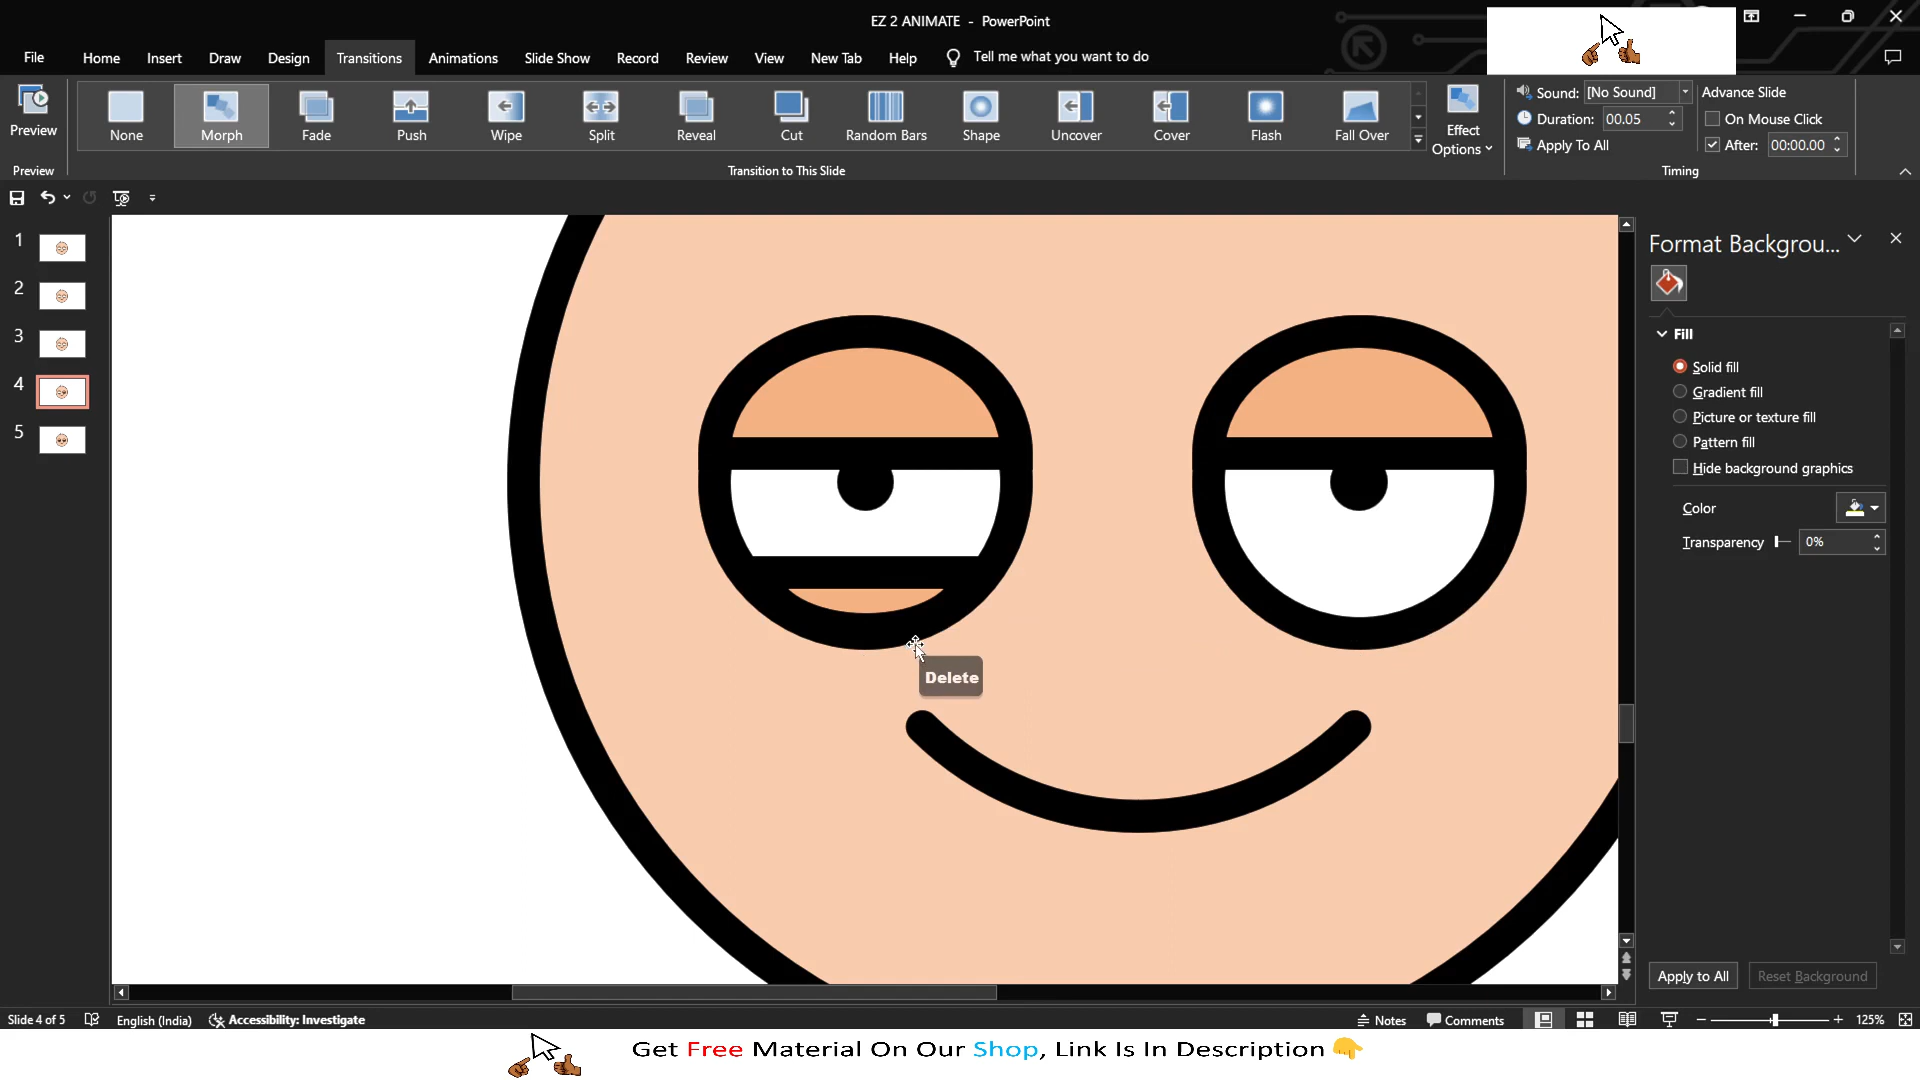 EZ 2 ANIMATE - PowerPoint
File Home Insert Draw Design Transitions Animations Slide Show Record Review View New Tab Help Tell me what you want to do
Preview
None Morph Fade Push Wipe Split Reveal Cut Random Bars Shape Uncover Cover Flash Fall Over
Effect
Options
Sound: [No Sound] Advance Slide
Duration: 00.05 On Mouse Click
Apply To All After: 00:00.00
Preview Transition to This Slide Timing
1
2
3
4
5
Format Backgrou...
Fill
Solid fill
Gradient fill
Picture or texture fill
Pattern fill
Hide background graphics
Color
Transparency 0%
Delete
Apply to All Reset Background
Slide 4 of 5 English (India) Accessibility: Investigate Notes Comments 125%
Get Free Material On Our Shop, Link Is In Description